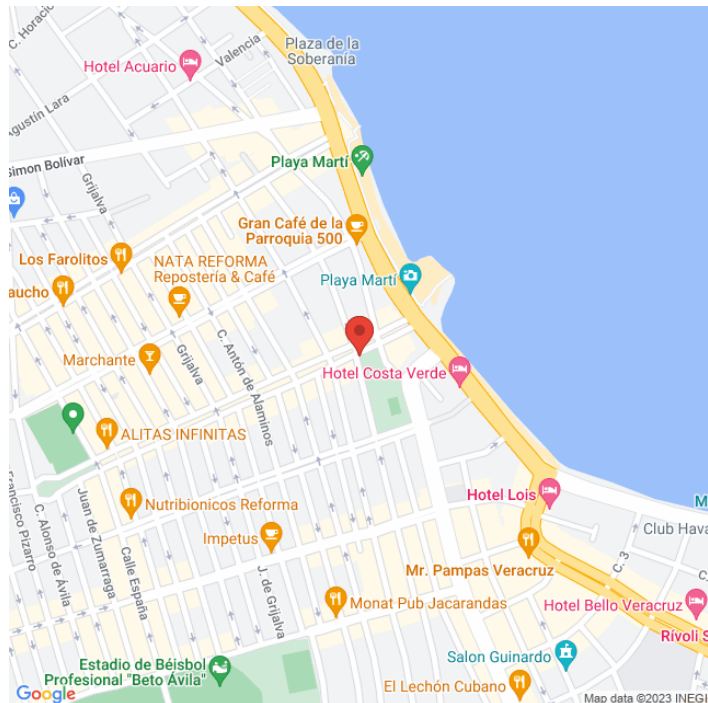 C. Horacio
Valencia
Plaza de la
Soberanía
Hotel Acuario
Agustín Lara
Simon Bolívar
Playa Martí
Grijalva
Gran Café de la
Parroquia 500
Los Farolitos
NATA REFORMA
Repostería & Café
aucho
Playa Martí
Marchante
Grijalva
C. Antón de Alaminos
Hotel Costa Verde
ALITAS INFINITAS
Francisco Pizarro
C. Alonso de Ávila
Juan de Zumarraga
Calle España
Nutribionicos Reforma
Hotel Lois
M
Club Hava
Impetus
J. de Grijalva
Mr. Pampas Veracruz
C. 3
C.
Monat Pub Jacarandas
Hotel Bello Veracruz
Rívoli S
Salon Guinardo
Estadio de Béisbol
Profesional "Beto Ávila"
El Lechón Cubano
Google
Map data ©2023 INEGI